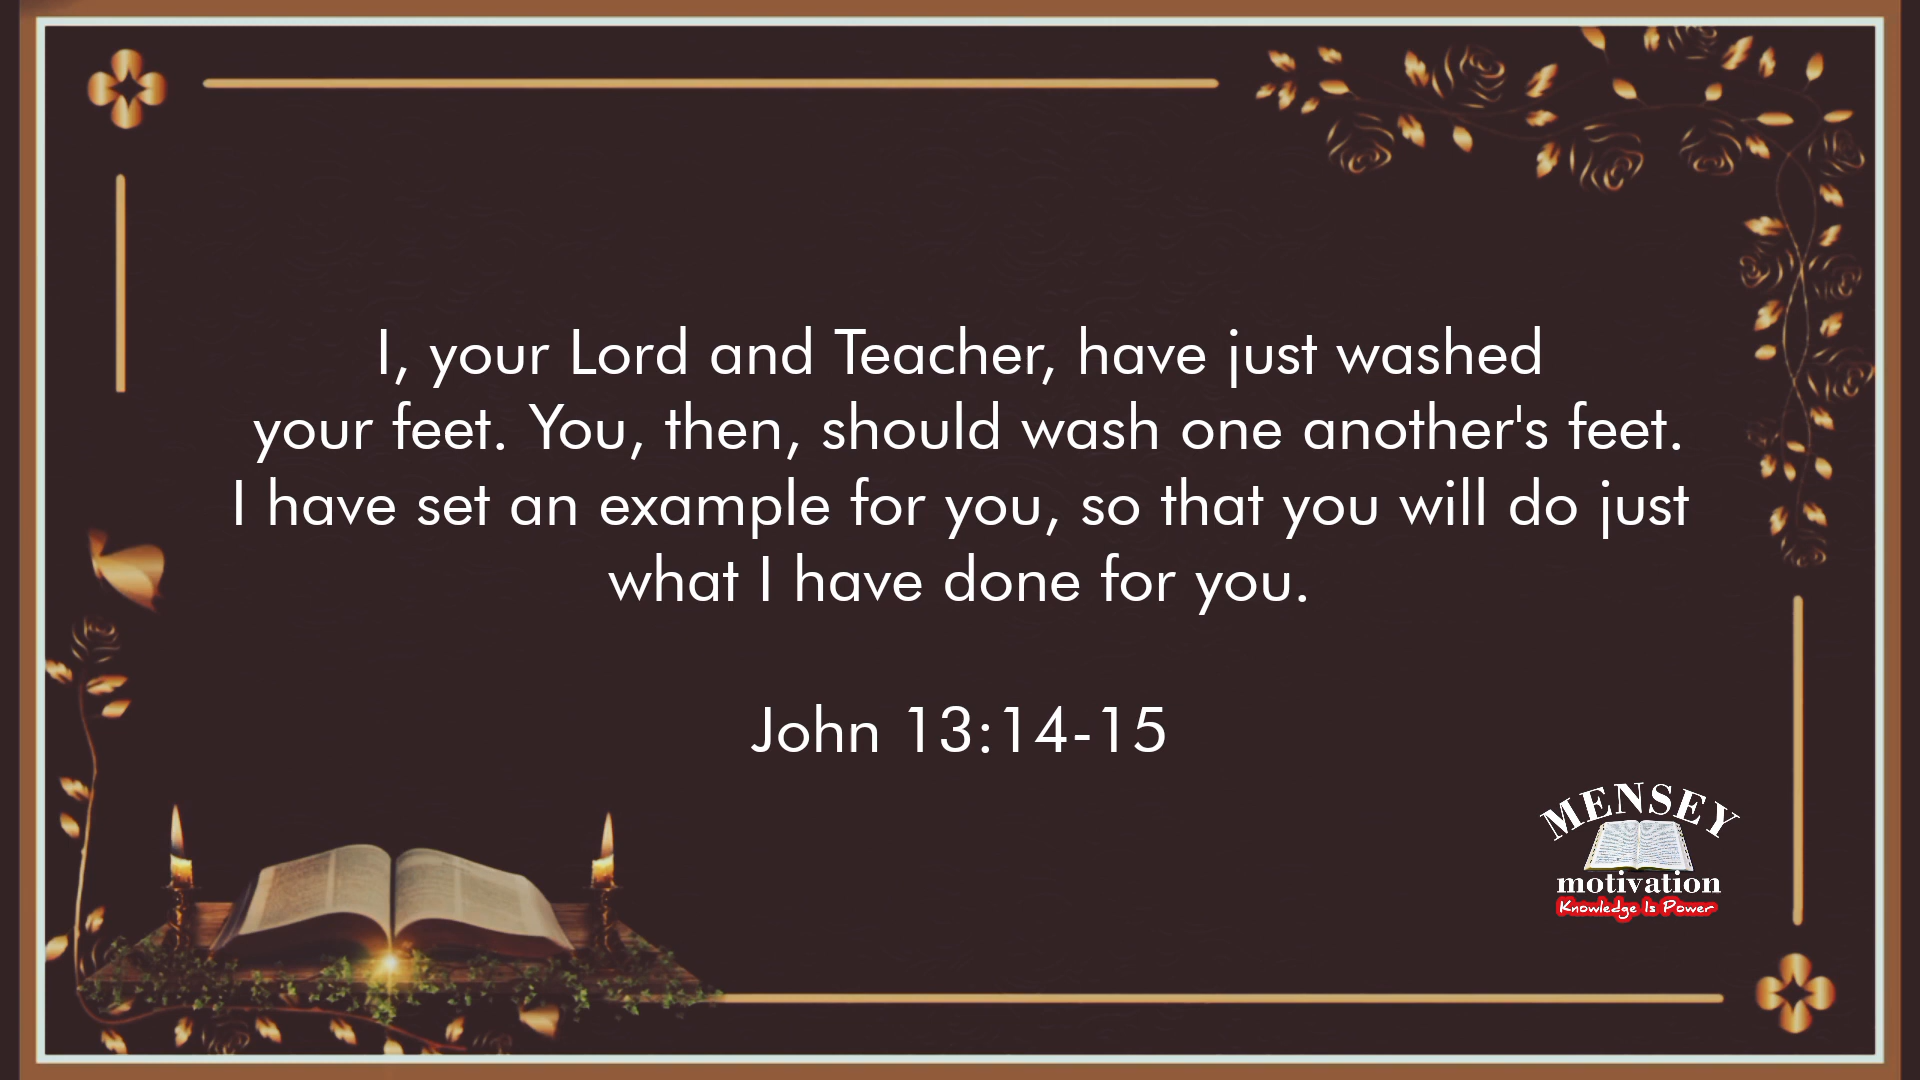 I, your Lord and Teacher, have just washed
your feet. You, then, should wash one another's feet.
I have set an example for you, so that you will do just
what I have done for you.
John 13:14-15
MENSEY
motivation
Knowledge Is Power